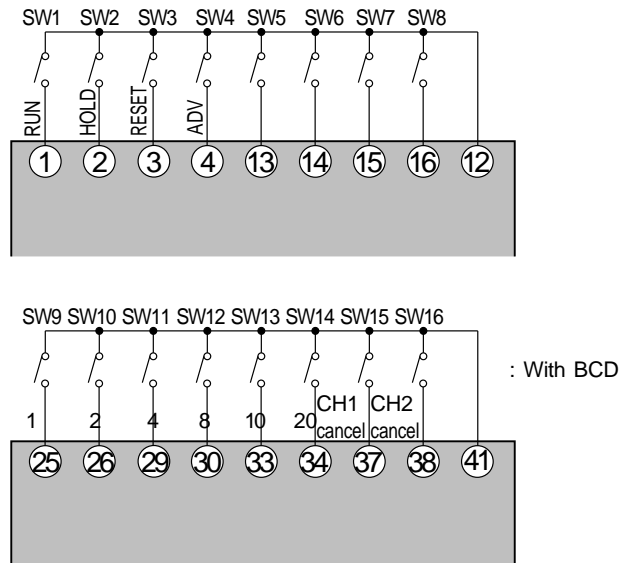 SW1 SW2 SW3 SW4 SW5 SW6 SW7 SW8
RUN HOLD RESET ADV
1 2 3 4 13 14 15 16 12
SW9 SW10 SW11 SW12 SW13 SW14 SW15 SW16
: With BCD
1 2 4 8 10 20 CH1 cancel CH2 cancel
25 26 29 30 33 34 37 38 41